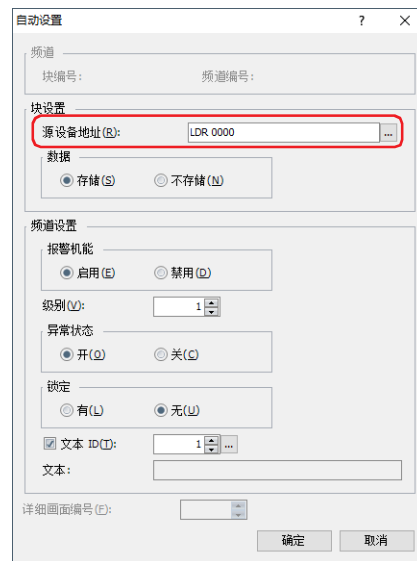 自动设置 ? ×
频道
块编号: 频道编号:
块设置
源设备地址(R): LDR 0000 ...
数据
存储(S) 不存储(N)
频道设置
报警机能
启用(E) 禁用(D)
级别(V): 1
异常状态
开(O) 关(C)
锁定
有(L) 无(U)
文本 ID(T): 1 ...
文本:
详细画面编号(F):
确定 取消